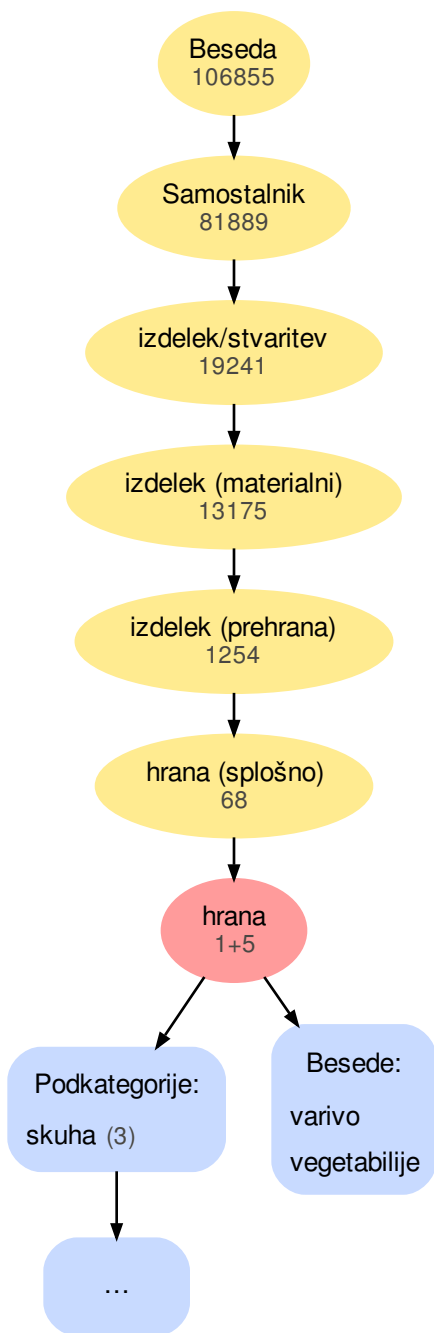 Beseda
106855
Samostalnik
81889
izdelek/stvaritev
19241
izdelek (materialni)
13175
izdelek (prehrana)
1254
hrana (splošno)
68
hrana
1+5
Podkategorije:
skuha (3)
Besede:
varivo
vegetabilije
...